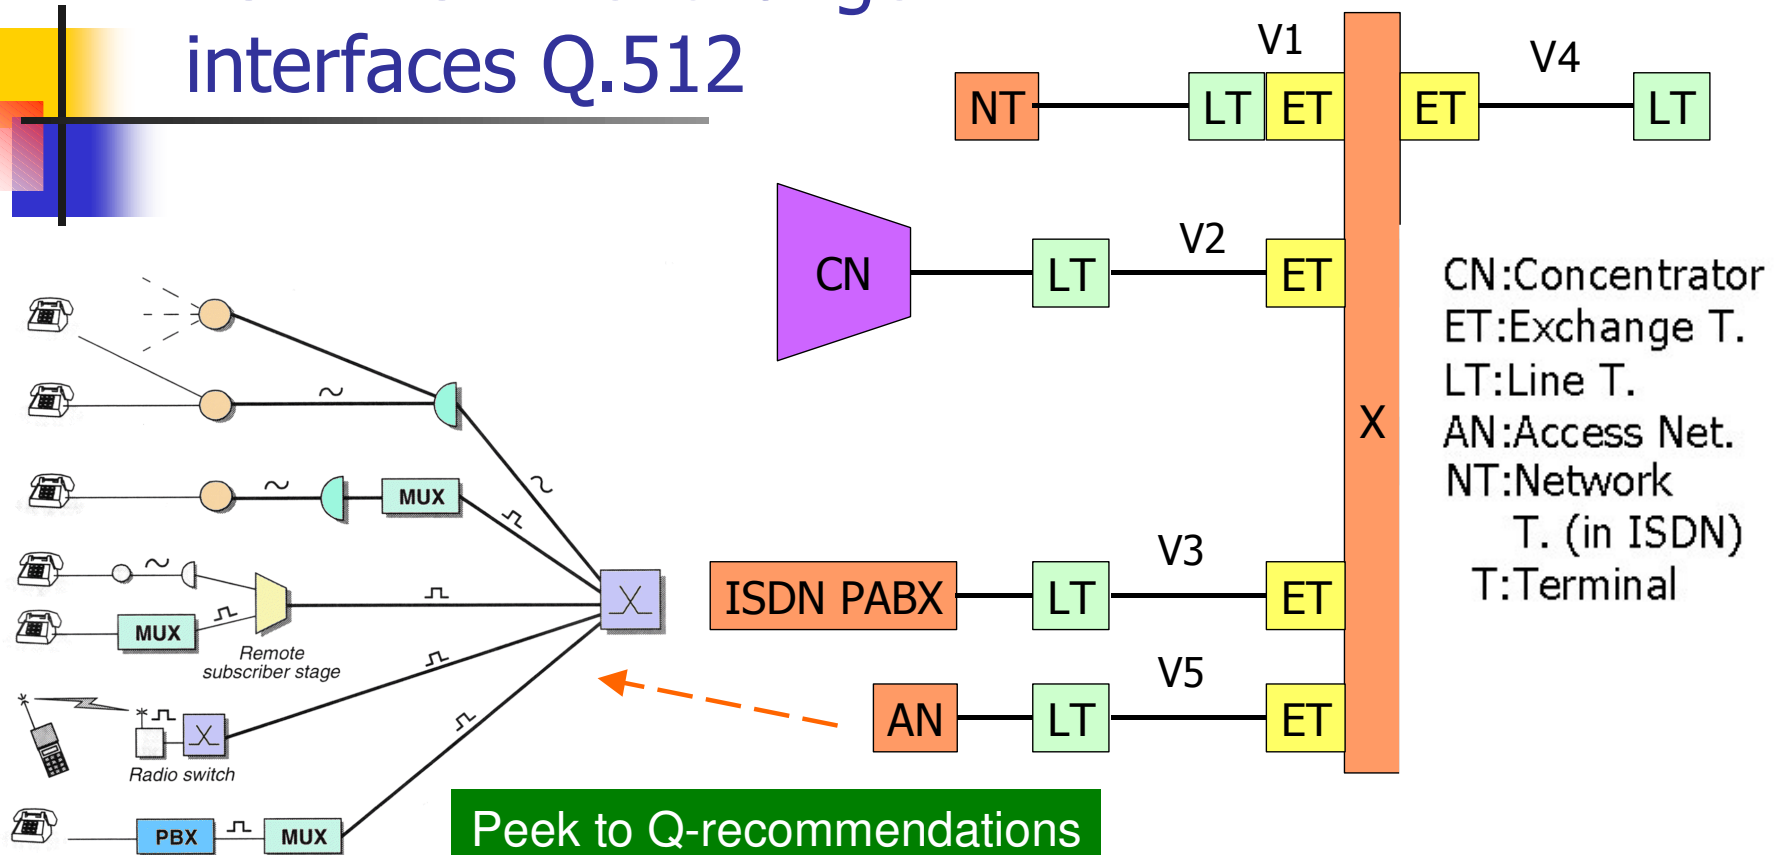 interfaces Q.512
V1
V4
NT
LT
ET
ET
LT
V2
CN
LT
ET
CN:Concentrator
ET:Exchange T.
LT:Line T.
AN:Access Net.
NT:Network
T. (in ISDN)
T:Terminal
X
V3
ISDN PABX
LT
ET
V5
AN
LT
ET
MUX
MUX
Remote
subscriber stage
Radio switch
PBX
MUX
Peek to Q-recommendations